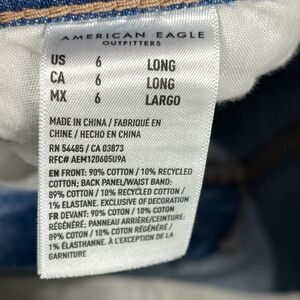 AMERICAN EAGLE
OUTFITTERS
US 6 LONG
CA 6 LONG
MX 6 LARGO
MADE IN CHINA / FABRIQUÉ EN
CHINE / HECHO EN CHINA
RN 54485 / CA 03873
RFC# AEM120605U9A
EN FRONT: 90% COTTON / 10% RECYCLED
COTTON; BACK PANEL/WAIST BAND:
89% COTTON / 10% RECYCLED COTTON /
1% ELASTANE. EXCLUSIVE OF DECORATION
FR DEVANT: 90% COTON / 10% COTON
RÉGÉNÉRÉ; PANNEAU ARRIÈRE/CEINTURE:
89% COTON / 10% COTON RÉGÉNÉRÉ /
1% ÉLASTHANNE. À L'EXCEPTION DE LA
GARNITURE